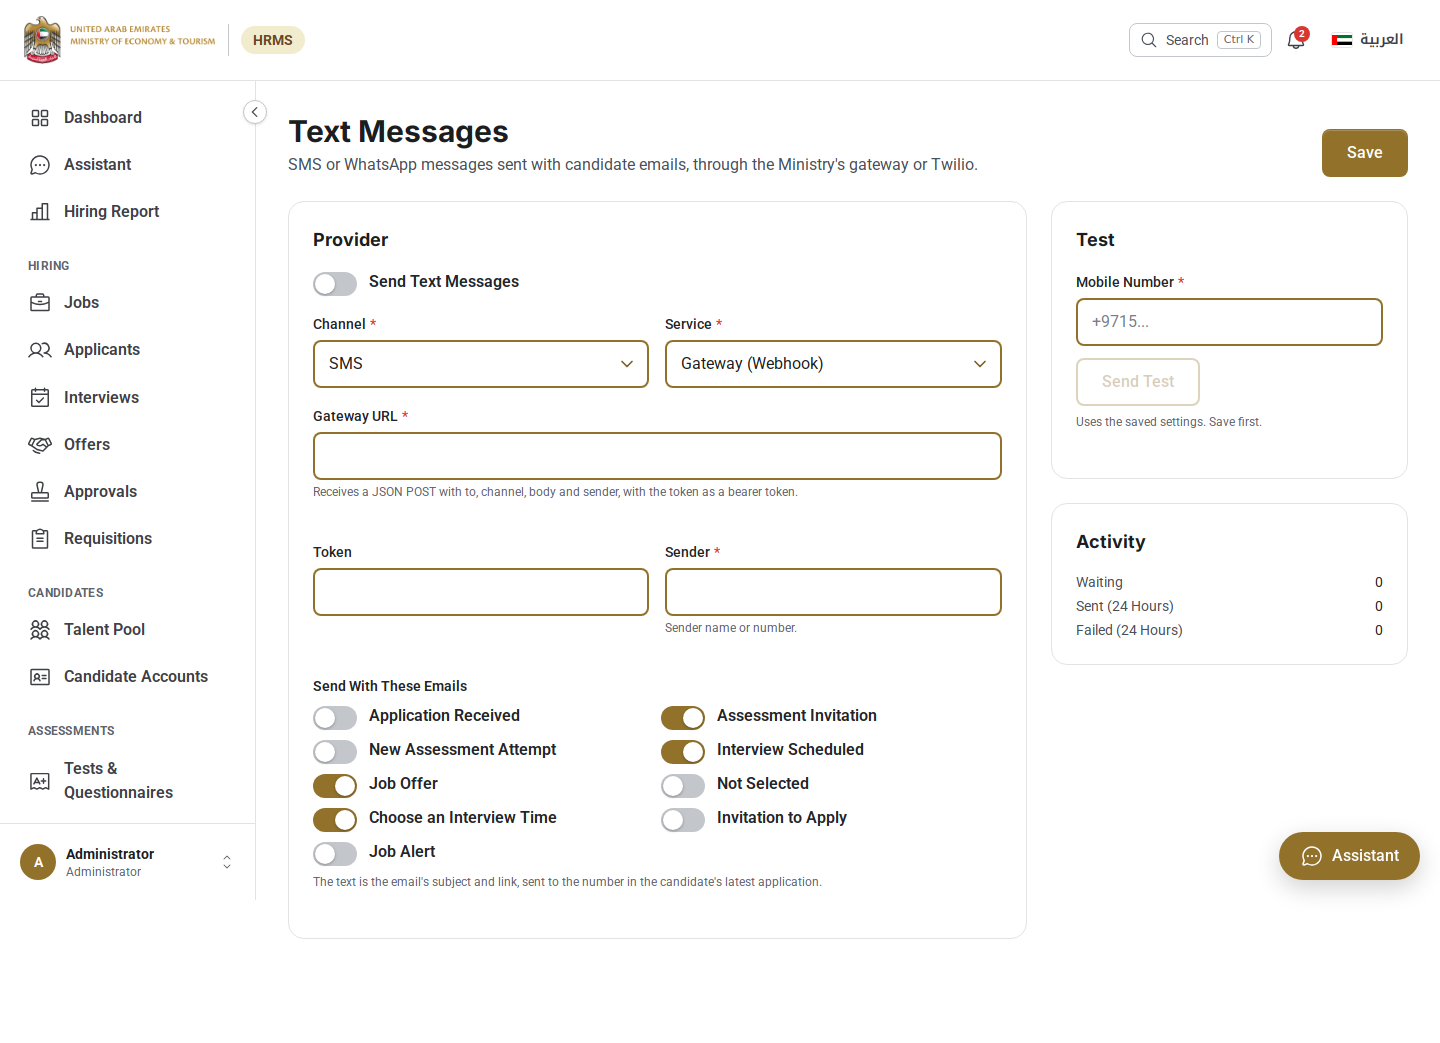 UNITED ARAB EMIRATES
MINISTRY OF ECONOMY & TOURISM
HRMS
Search
Ctrl K
2
العربية
Dashboard
Assistant
Hiring Report
HIRING
Jobs
Applicants
Interviews
Offers
Approvals
Requisitions
CANDIDATES
Talent Pool
Candidate Accounts
ASSESSMENTS
Tests &
Questionnaires
A
Administrator
Administrator
Text Messages
SMS or WhatsApp messages sent with candidate emails, through the Ministry's gateway or Twilio.
Save
Provider
Send Text Messages
Channel *
Service *
SMS
Gateway (Webhook)
Gateway URL *
Receives a JSON POST with to, channel, body and sender, with the token as a bearer token.
Token
Sender *
Sender name or number.
Send With These Emails
Application Received
Assessment Invitation
New Assessment Attempt
Interview Scheduled
Job Offer
Not Selected
Choose an Interview Time
Invitation to Apply
Job Alert
The text is the email's subject and link, sent to the number in the candidate's latest application.
Test
Mobile Number *
+9715...
Send Test
Uses the saved settings. Save first.
Activity
Waiting 0
Sent (24 Hours) 0
Failed (24 Hours) 0
Assistant